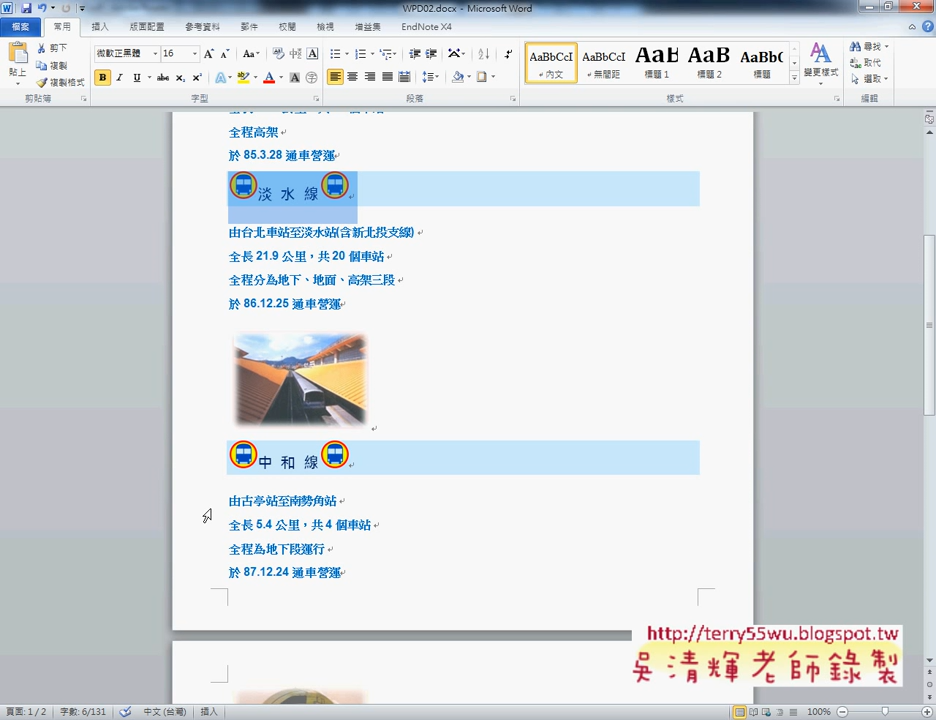 WPD02.docx - Microsoft Word
檔案 常用 插入 版面配置 參考資料 郵件 校閱 檢視 增益集 EndNote X4
貼上 剪下 複製 複製格式 剪貼簿
微軟正黑體 16 字型
段落
AaBbCcI 內文 AaBbCcI 無間距 AaB 標題 1 AaB 標題 2 AaBb 標題 變更樣式 樣式
尋找 取代 選取 編輯
全程高架
於 85.3.28 通車營運
淡 水 線
由台北車站至淡水站(含新北投支線)
全長 21.9 公里，共 20 個車站
全程分為地下、地面、高架三段
於 86.12.25 通車營運
中 和 線
由古亭站至南勢角站
全長 5.4 公里，共 4 個車站
全程為地下段運行
於 87.12.24 通車營運
http://terry55wu.blogspot.tw
吳清輝老師錄製
頁面: 1 / 2 字數: 6/131 中文 (台灣) 插入 100%